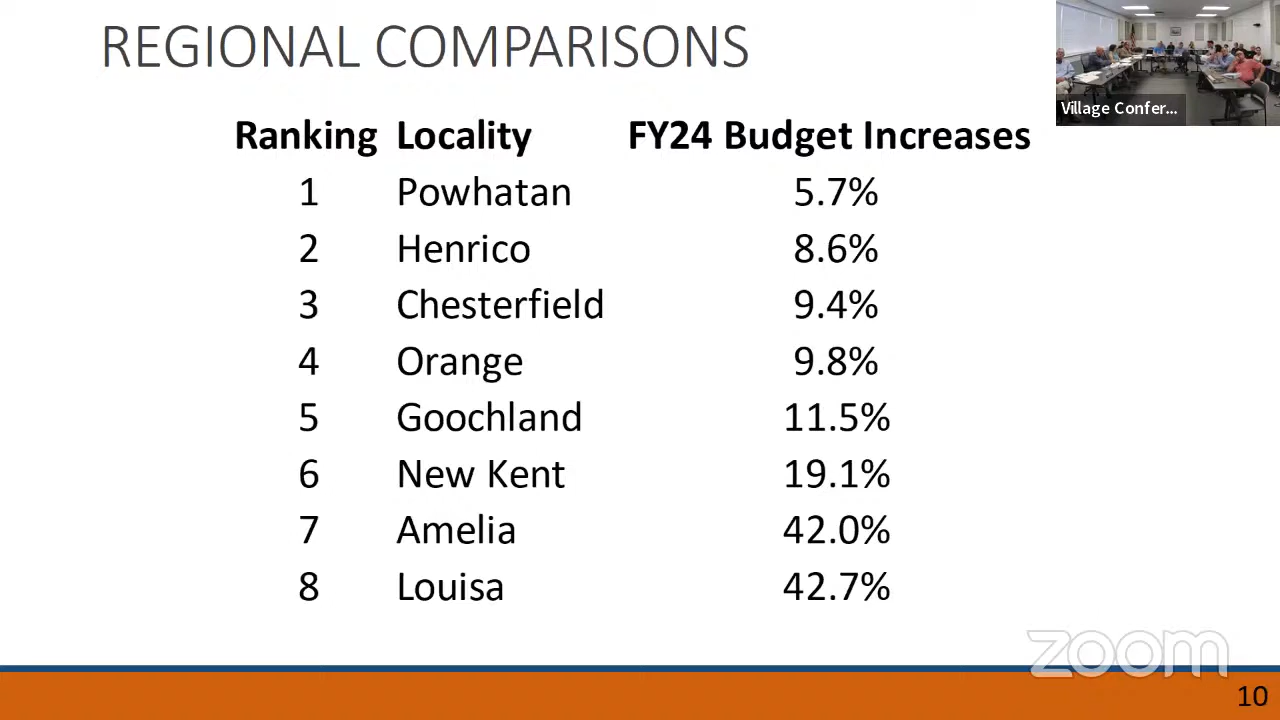 REGIONAL COMPARISONS
Village Confer...
Ranking Locality FY24 Budget Increases
1 Powhatan 5.7%
2 Henrico 8.6%
3 Chesterfield 9.4%
4 Orange 9.8%
5 Goochland 11.5%
6 New Kent 19.1%
7 Amelia 42.0%
8 Louisa 42.7%
zoom
10